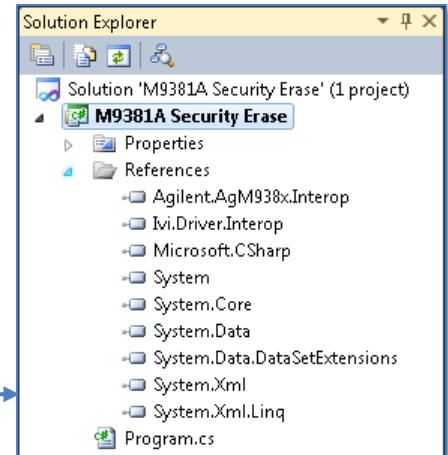 Solution Explorer
Solution 'M9381A Security Erase' (1 project)
M9381A Security Erase
Properties
References
Agilent.AgM938x.Interop
Ivi.Driver.Interop
Microsoft.CSharp
System
System.Core
System.Data
System.Data.DataSetExtensions
System.Xml
System.Xml.Linq
Program.cs